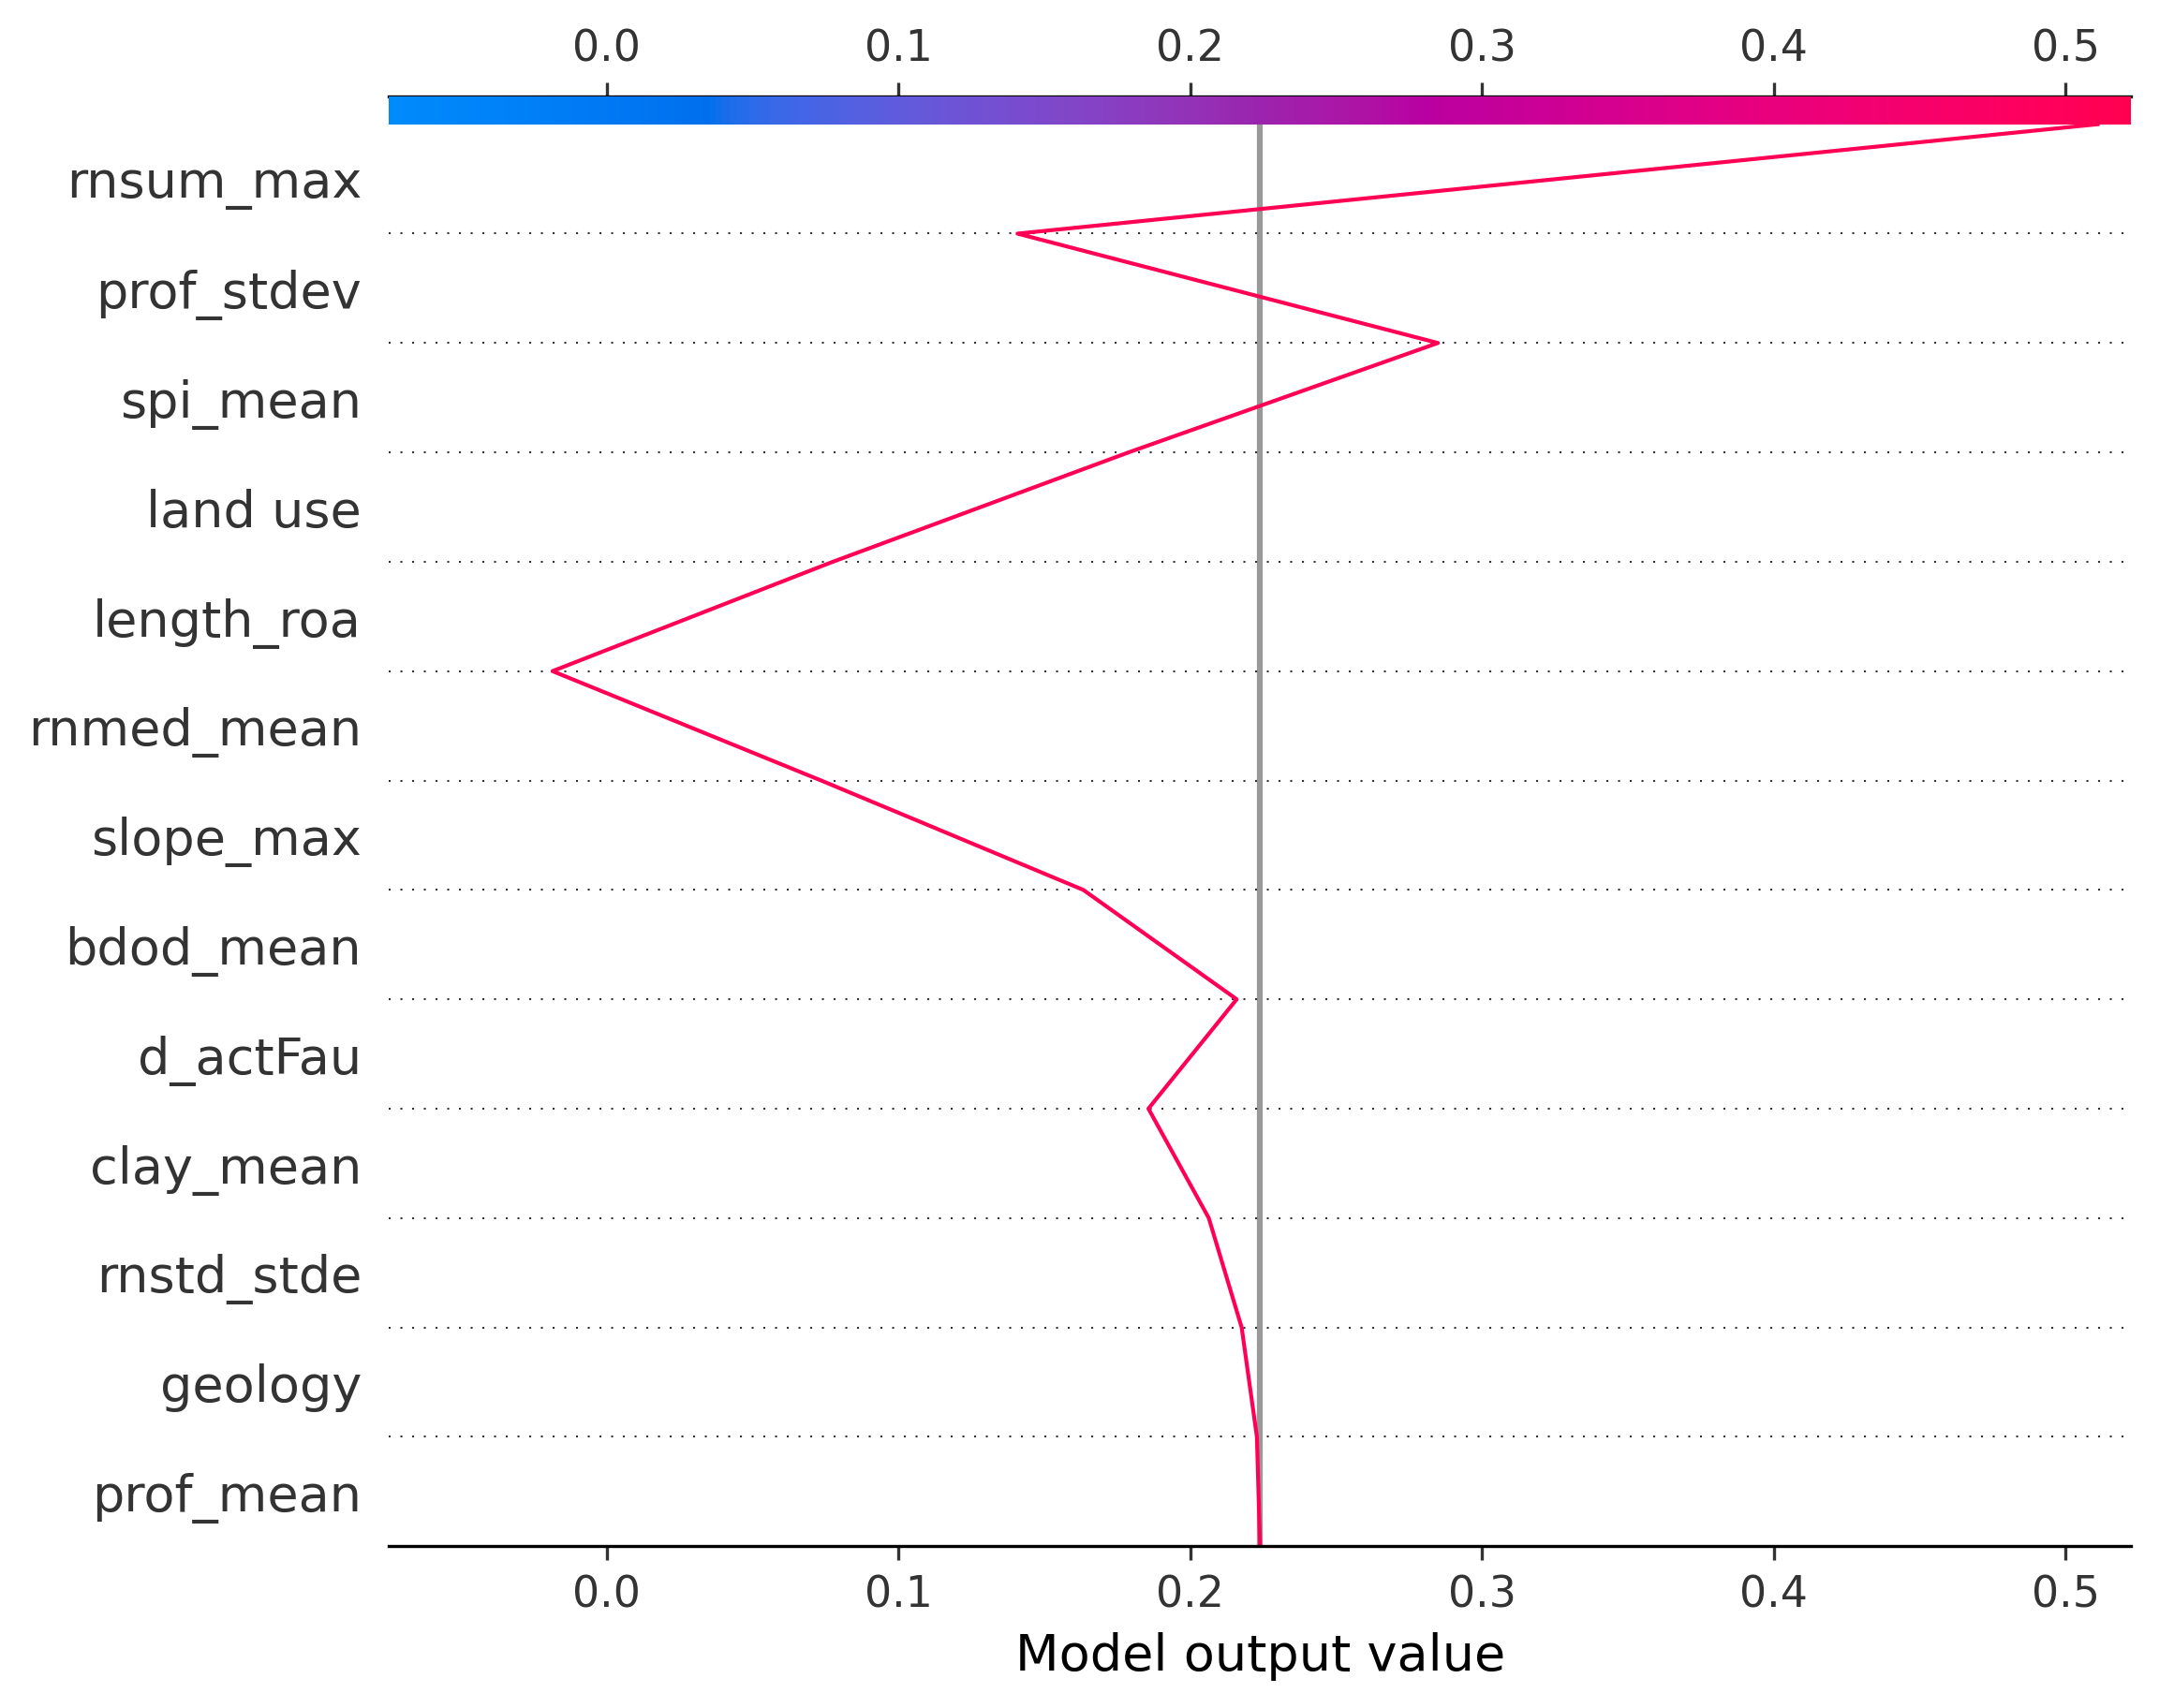 0.0 0.1 0.2 0.3 0.4 0.5
rnsum_max
prof_stdev
spi_mean
land use
length_roa
rnmed_mean
slope_max
bdod_mean
d_actFau
clay_mean
rnstd_stde
geology
prof_mean
0.0 0.1 0.2 0.3 0.4 0.5
Model output value